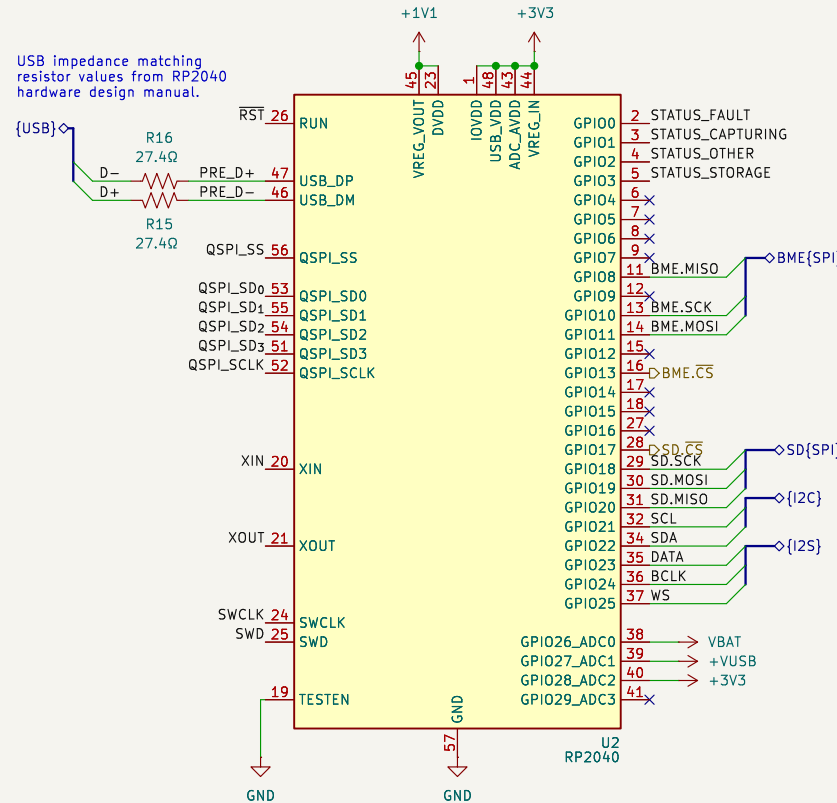 +1V1
+3V3
USB impedance matching
resistor values from RP2040
hardware design manual.
{USB}
R16
27.4Ω
D-
PRE_D+
D+
PRE_D-
R15
27.4Ω
45
23
1
48
43
44
VREG_VOUT
DVDD
IOVDD
USB_VDD
ADC_AVDD
VREG_IN
RST 26 RUN
47 USB_DP
46 USB_DM
QSPI_SS 56 QSPI_SS
QSPI_SD0 53 QSPI_SD0
QSPI_SD1 55 QSPI_SD1
QSPI_SD2 54 QSPI_SD2
QSPI_SD3 51 QSPI_SD3
QSPI_SCLK 52 QSPI_SCLK
XIN 20 XIN
XOUT 21 XOUT
SWCLK 24 SWCLK
SWD 25 SWD
19 TESTEN
GPIO0 2 STATUS_FAULT
GPIO1 3 STATUS_CAPTURING
GPIO2 4 STATUS_OTHER
GPIO3 5 STATUS_STORAGE
GPIO4 6
GPIO5 7
GPIO6 8
GPIO7 9
GPIO8 11 BME.MISO
GPIO9 12
GPIO10 13 BME.SCK
GPIO11 14 BME.MOSI
GPIO12 15
GPIO13 16 BME.CS
GPIO14 17
GPIO15 18
GPIO16 27
GPIO17 28 SD.CS
GPIO18 29 SD.SCK
GPIO19 30 SD.MOSI
GPIO20 31 SD.MISO
GPIO21 32 SCL
GPIO22 34 SDA
GPIO23 35 DATA
GPIO24 36 BCLK
GPIO25 37 WS
BME{SPI
SD{SPI}
{I2C}
{I2S}
GPIO26_ADC0 38 VBAT
GPIO27_ADC1 39 +VUSB
GPIO28_ADC2 40 +3V3
GPIO29_ADC3 41
GND
57
U2
RP2040
GND
GND